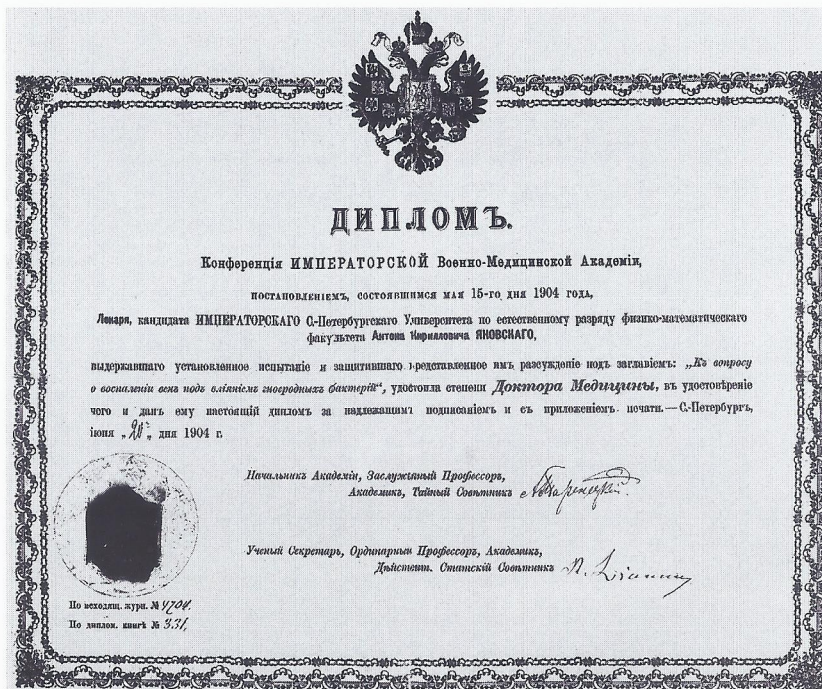 ДИПЛОМЪ.
Конференція ИМПЕРАТОРСКОЙ Военно-Медицинской Академіи,
ПОСТАНОВЛЕНІЕМЪ, СОСТОЯВШИМСЯ МАЯ 15-го ДНЯ 1904 ГОДА,
Лекаря, кандидата ИМПЕРАТОРСКАГО С.-Петербургскаго Университета по естественному разряду физико-математическаго
факультета Антона Кирилловича ЯНОВСКАГО,
выдержавшаго установленное испытаніе и защитившаго представленное имъ разсужденіе подъ заглавіемъ: „Къ вопросу
о воспаленіи венъ подъ вліяніемъ гноеродныхъ бактерій“, удостоила степени Доктора Медицины, въ удостовѣреніе
чего и данъ ему настоящій дипломъ за надлежащимъ подписаніемъ и съ приложеніемъ печати.—С.-Петербургъ,
іюня „20“ дня 1904 г.
Начальникъ Академіи, Заслуженный Профессоръ,
Академикъ, Тайный Совѣтникъ
Ученый Секретарь, Ординарный Профессоръ, Академикъ,
Дѣйствит. Статскій Совѣтникъ
По исходящ. журн. № 4704.
По диплом. книгѣ № 331,